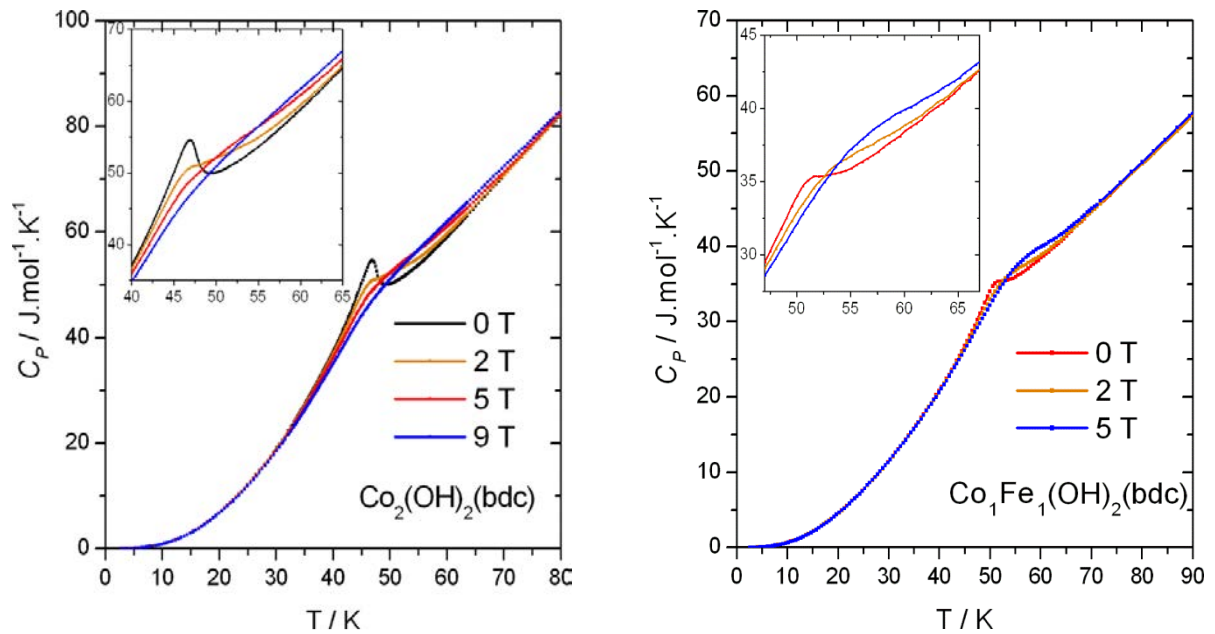 C_P / J.mol⁻¹.K⁻¹
100
80
60
40
20
0
0 10 20 30 40 50 60 70 80
T / K
70
60
50
40
40 45 50 55 60 65
0 T
2 T
5 T
9 T
Co₂(OH)₂(bdc)
C_P / J.mol⁻¹.K⁻¹
70
60
50
40
30
20
10
0
0 10 20 30 40 50 60 70 80 90
T / K
45
40
35
30
50 55 60 65
0 T
2 T
5 T
Co₁Fe₁(OH)₂(bdc)